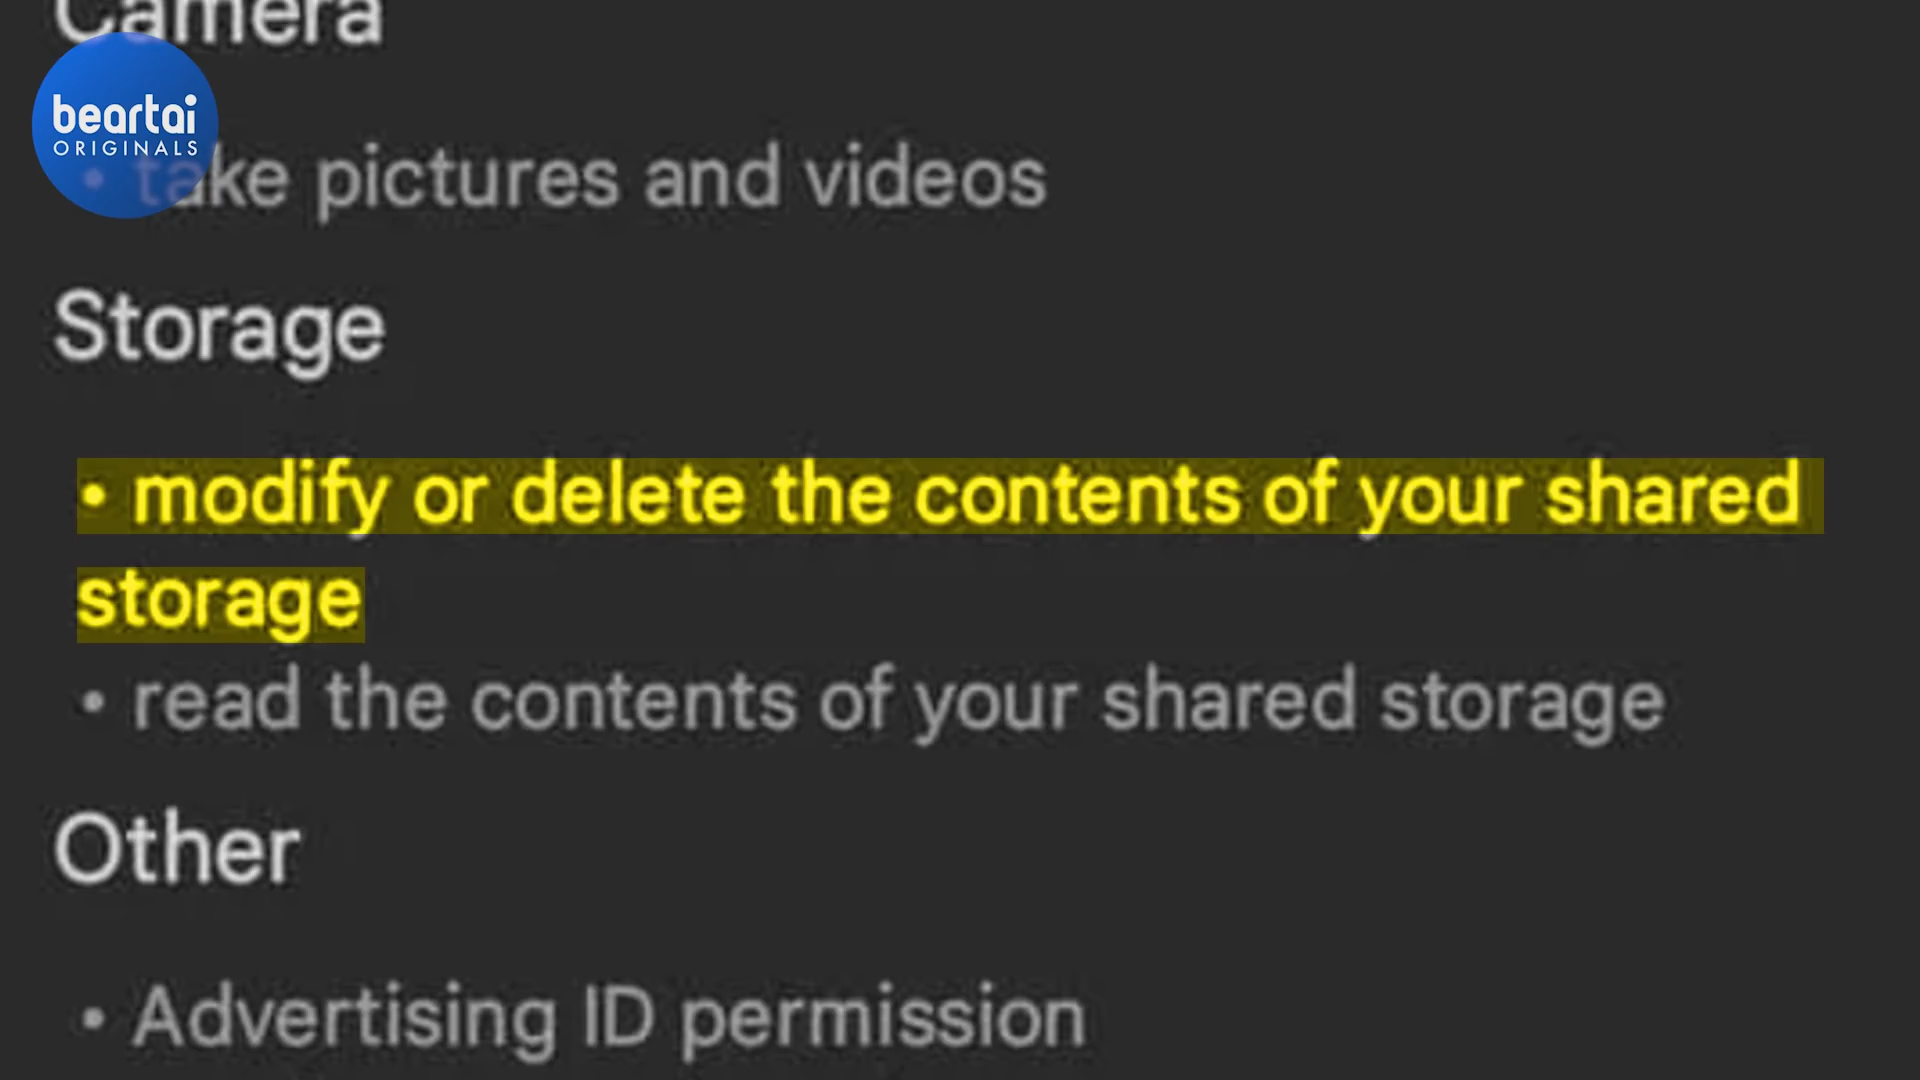 Camera
beartai
ORIGINALS
• take pictures and videos
Storage
• modify or delete the contents of your shared
storage
• read the contents of your shared storage
Other
• Advertising ID permission